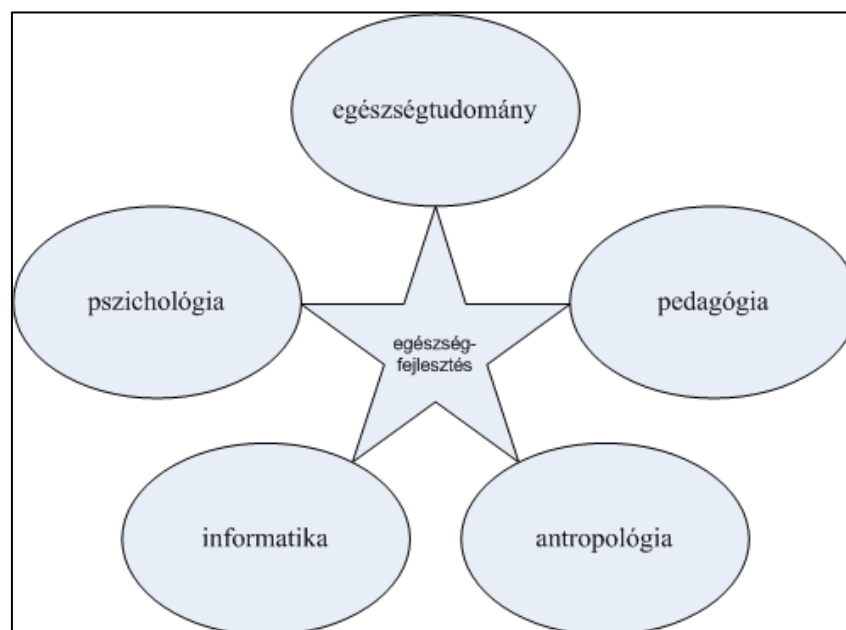 egészségtudomány
pszichológia
pedagógia
egészség-
fejlesztés
informatika
antropológia